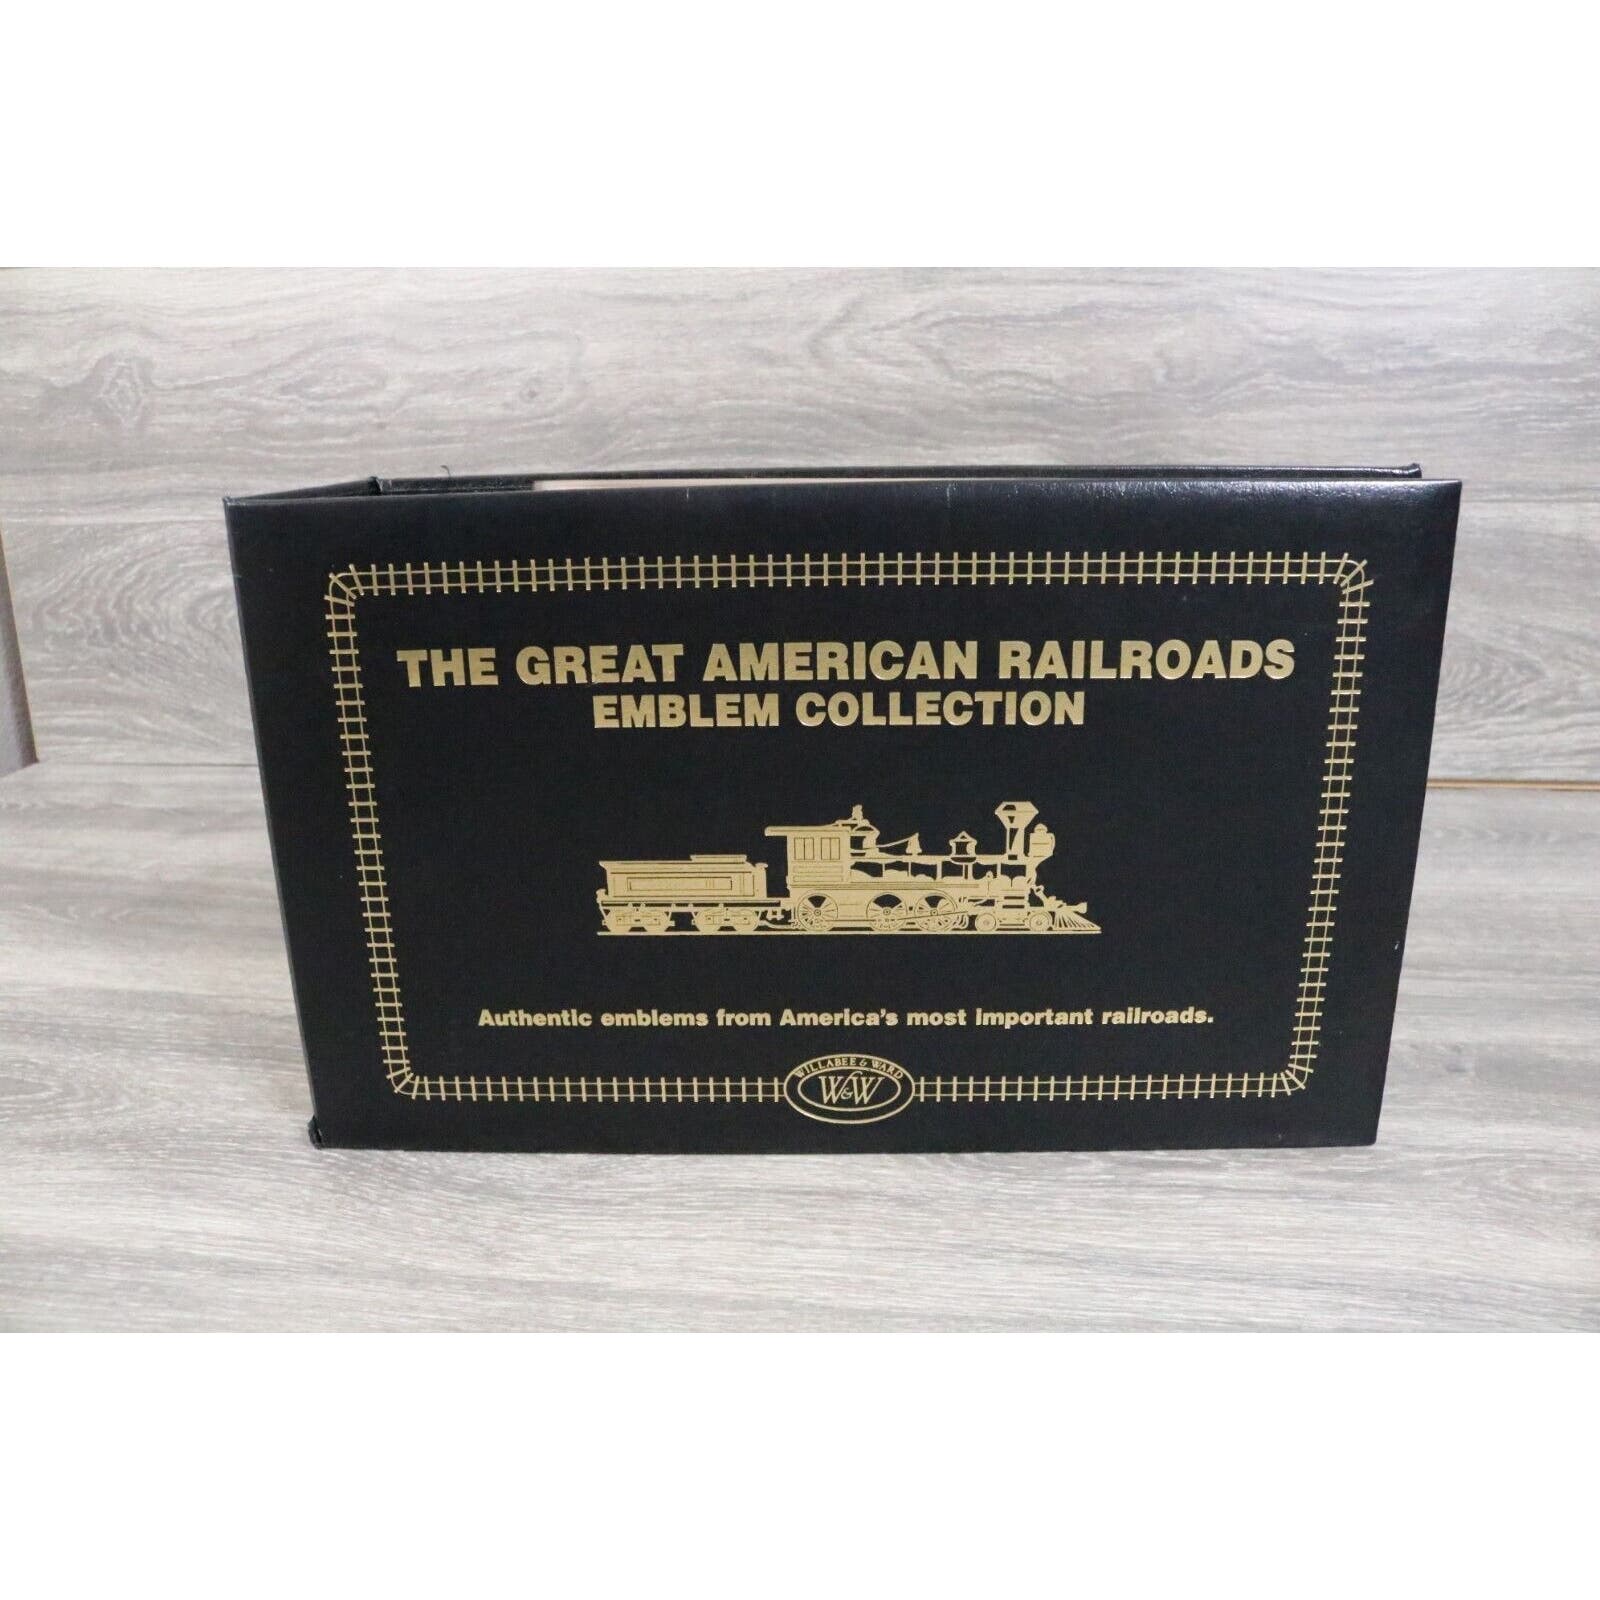 THE GREAT AMERICAN RAILROADS
EMBLEM COLLECTION
Authentic emblems from America's most important railroads.
WILLABEE & WARD
W&W